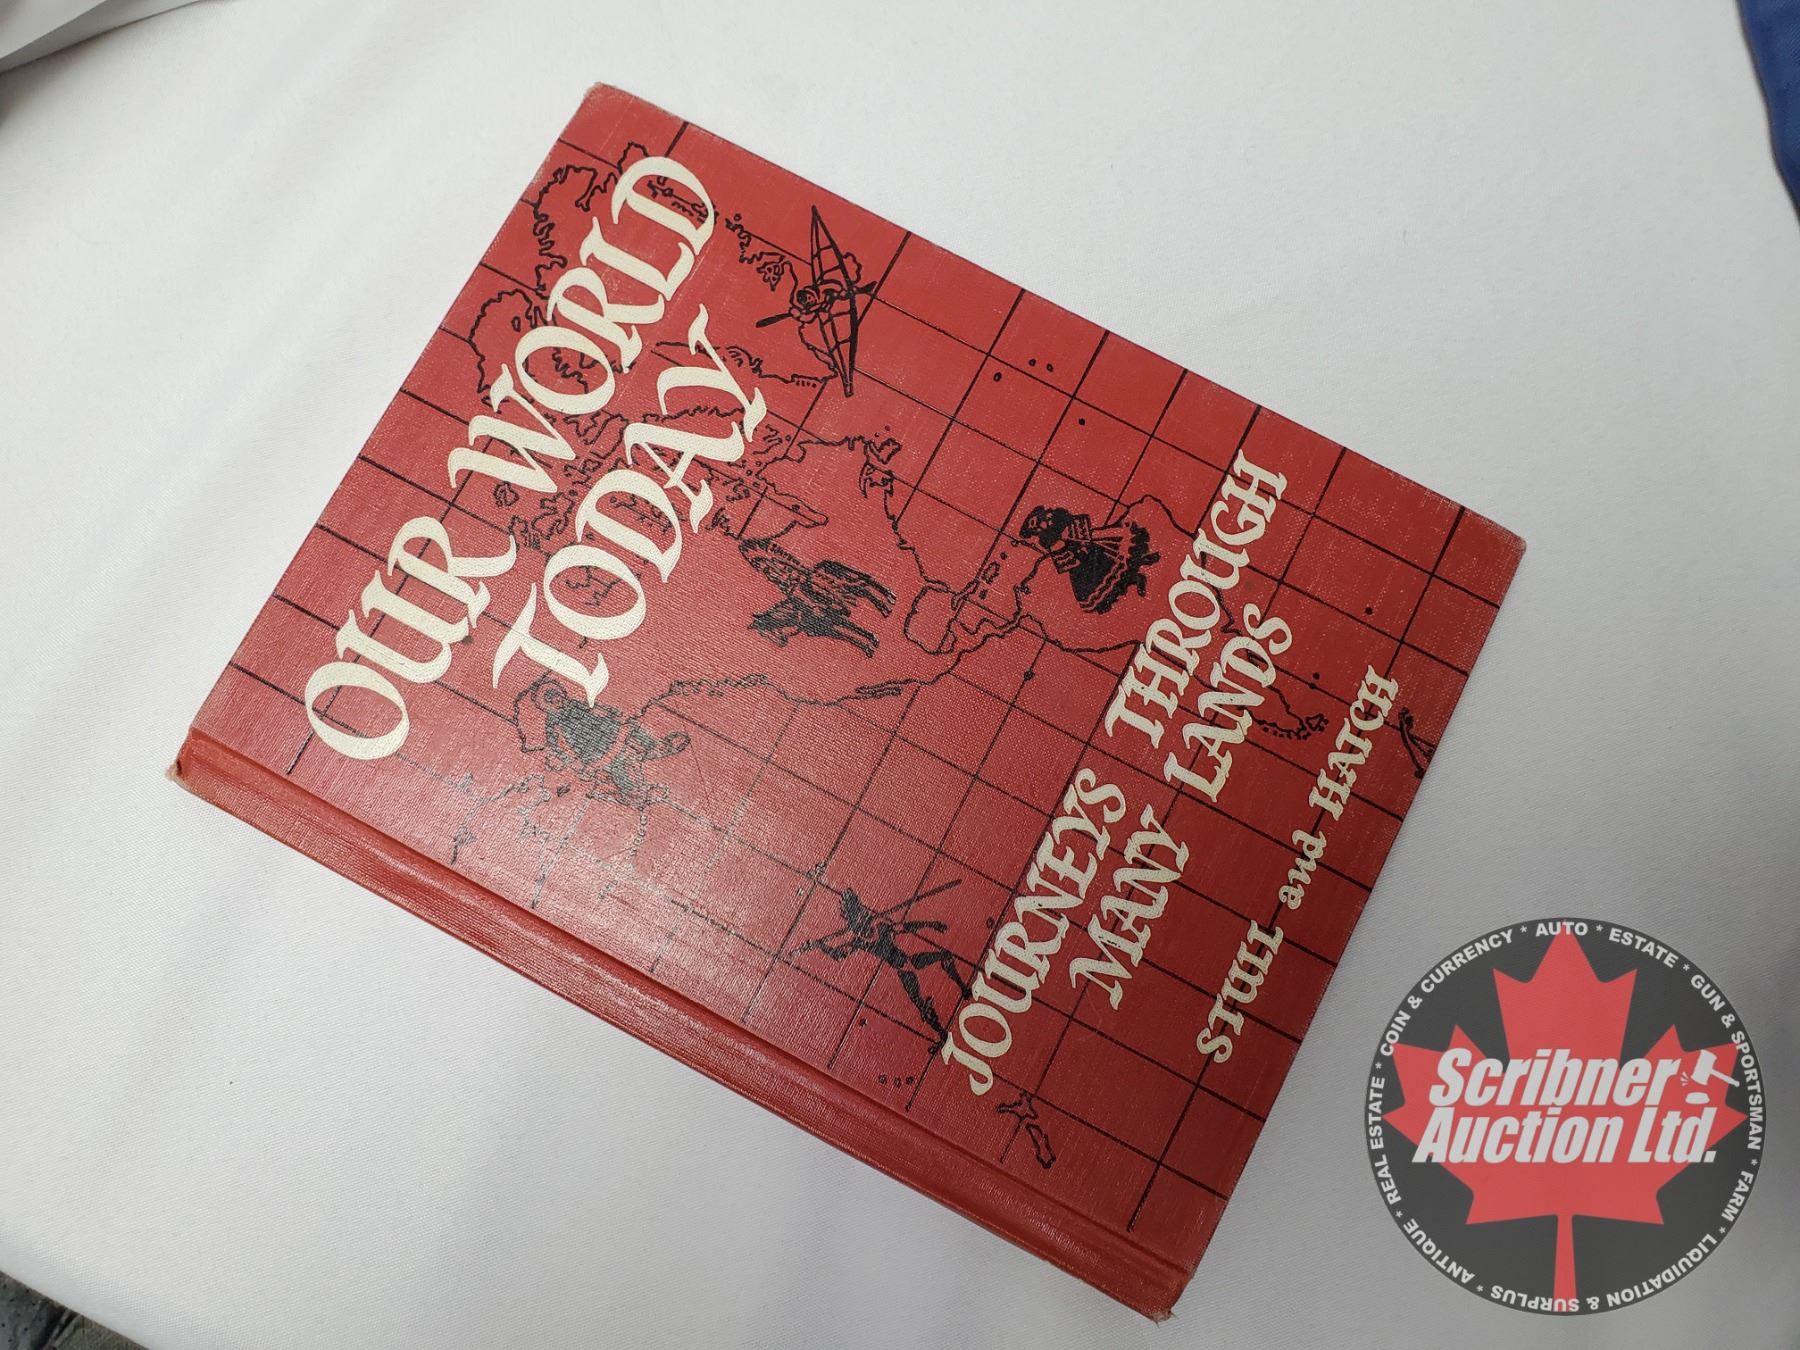 OUR WORLD
TODAY
JOURNEYS THROUGH
MANY LANDS
STULL and HATCH
COIN & CURRENCY * AUTO * ESTATE * GUN & SPORTSMAN * FARM * LIQUIDATION & SURPLUS * ANTIQUE * REAL ESTATE *
Scribner
Auction Ltd.